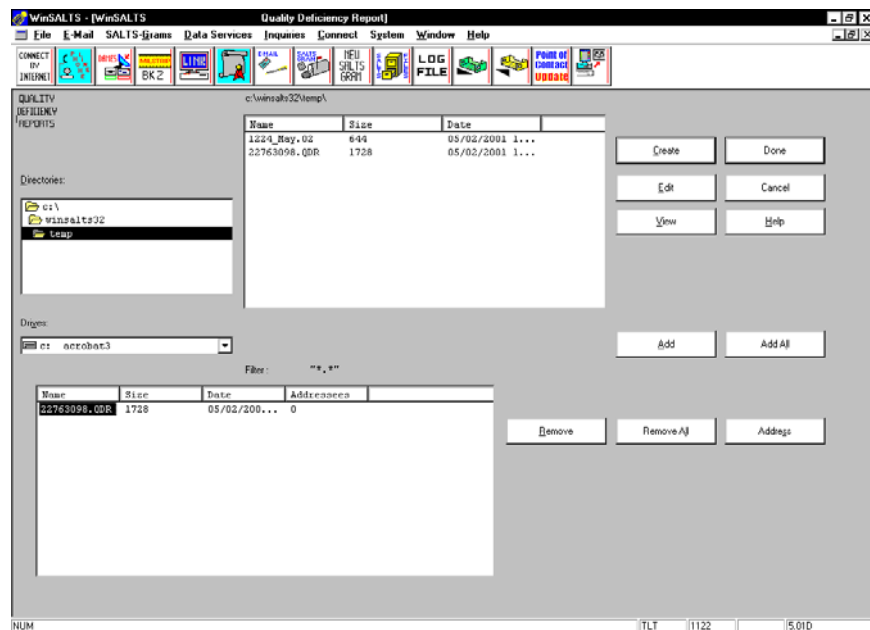 WinSALTS - [WinSALTS Quality Deficiency Report]
File E-Mail SALTS-Grams Data Services Inquiries Connect System Window Help
CONNECT BY INTERNET
BKZ
LINK
E-MAIL
NEW SALTS GRAM
LOG FILE
Point of Contact Update
QUALITY DEFICIENCY REPORTS
c:\winsalts32\temp\
Name Size Date
1224_May.02 644 05/02/2001 1...
22763098.QDR 1728 05/02/2001 1...
Create Done
Edit Cancel
View Help
Directories:
c:\
winsalts32
temp
Drives:
c: acrobat3
Add Add All
Filter : "*.*"
Name Size Date Addressees
22763098.QDR 1728 05/02/200... 0
Remove Remove All Address
NUM TLT 1122 5.01D